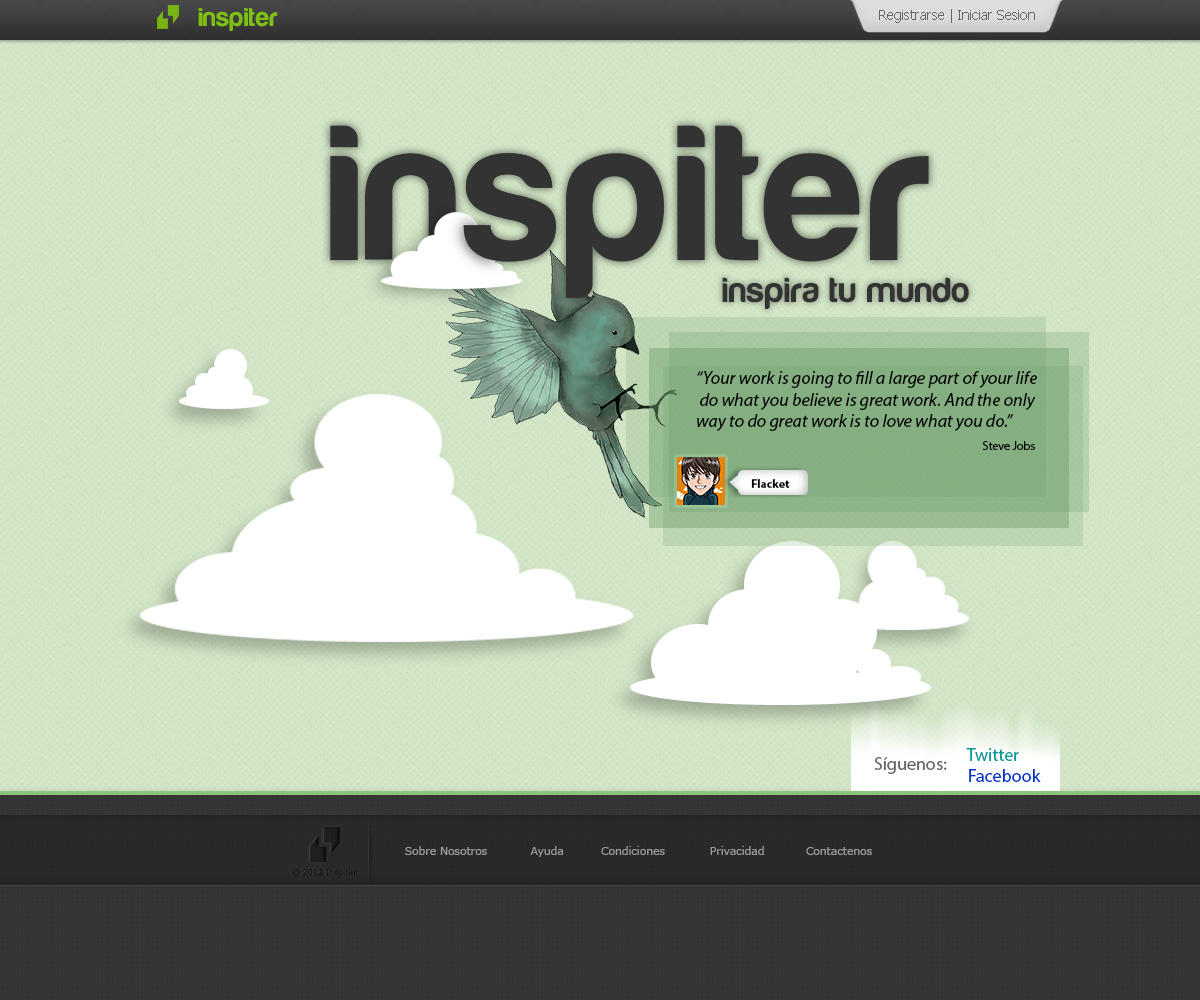 inspiter
Registrarse | Iniciar Sesion
inspiter
inspira tu mundo
“Your work is going to fill a large part of your life
do what you believe is great work. And the only
way to do great work is to love what you do.”
Steve Jobs
Flacket
Síguenos:
Twitter
Facebook
© 2012 Inspiter
Sobre Nosotros Ayuda Condiciones Privacidad Contactenos